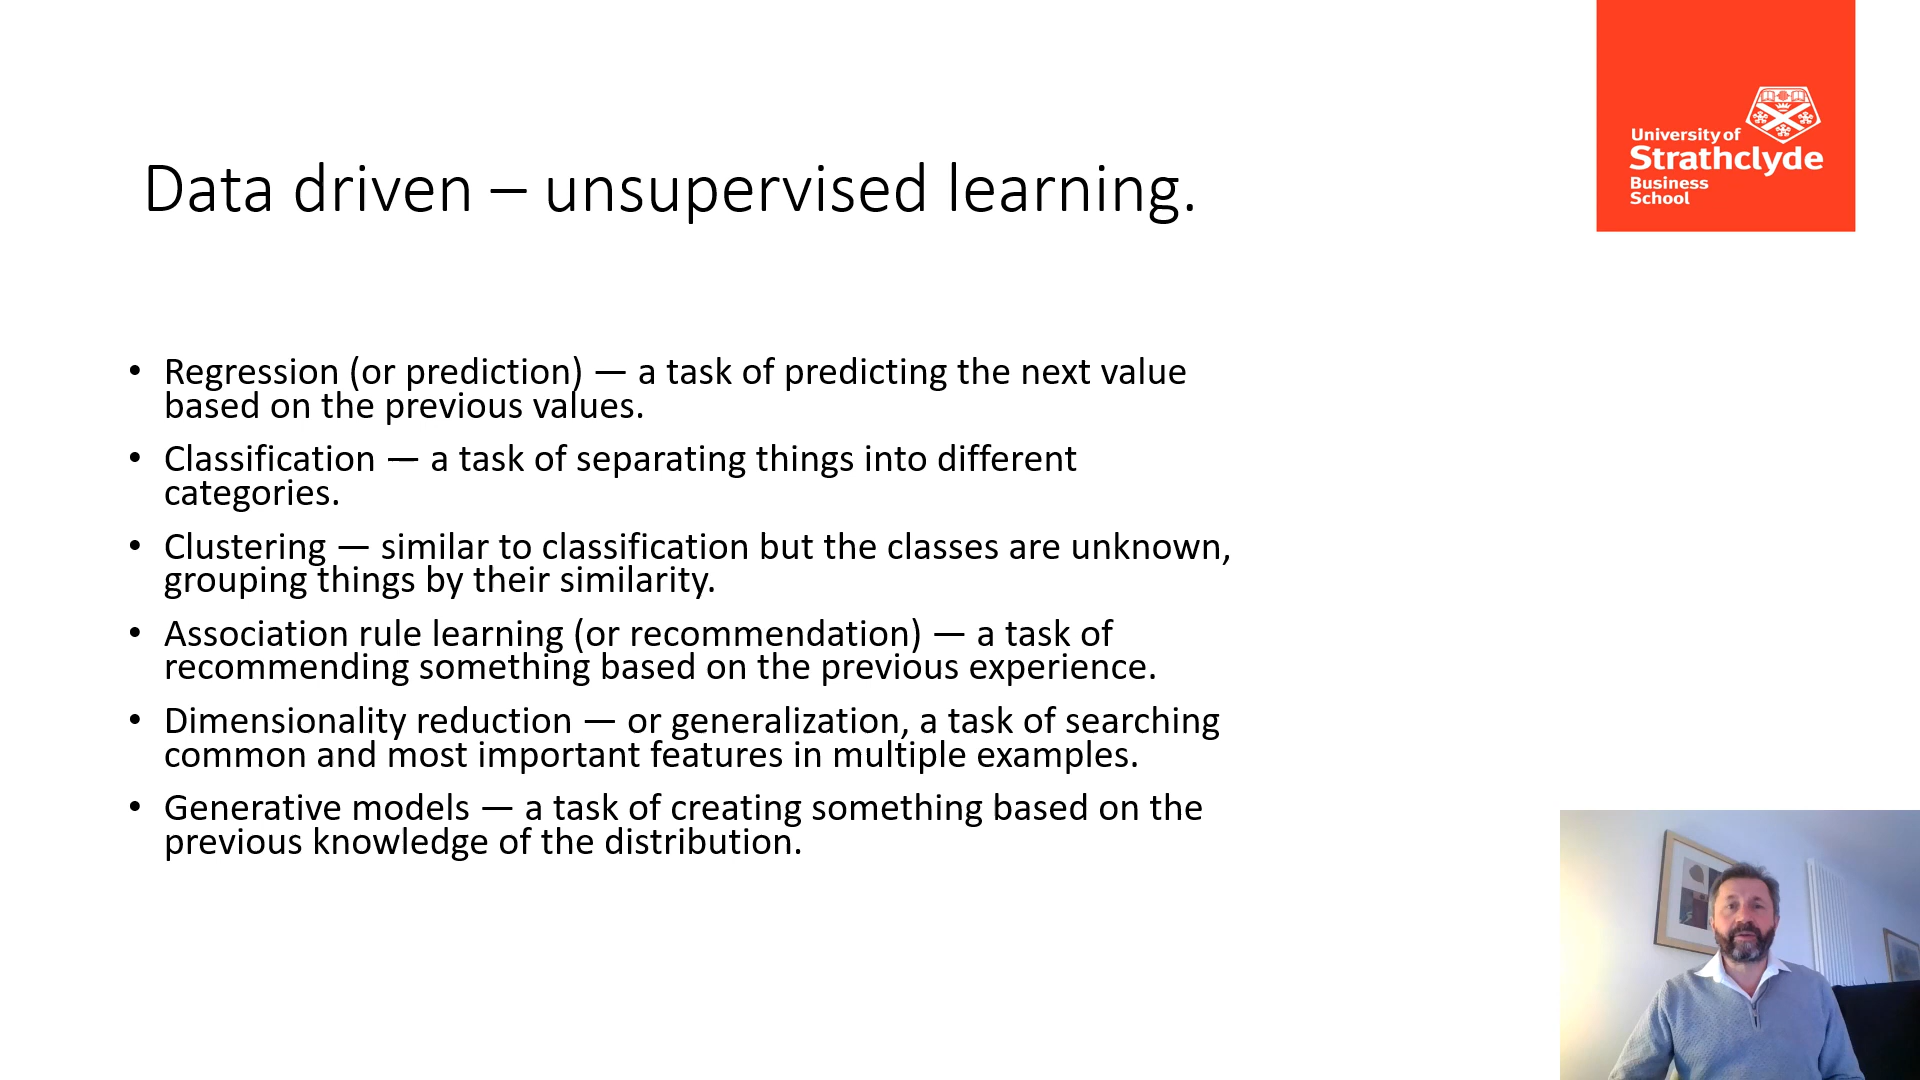 University of
Strathclyde
Business
School
Data driven – unsupervised learning.
• Regression (or prediction) — a task of predicting the next value
based on the previous values.
• Classification — a task of separating things into different
categories.
• Clustering — similar to classification but the classes are unknown,
grouping things by their similarity.
• Association rule learning (or recommendation) — a task of
recommending something based on the previous experience.
• Dimensionality reduction — or generalization, a task of searching
common and most important features in multiple examples.
• Generative models — a task of creating something based on the
previous knowledge of the distribution.